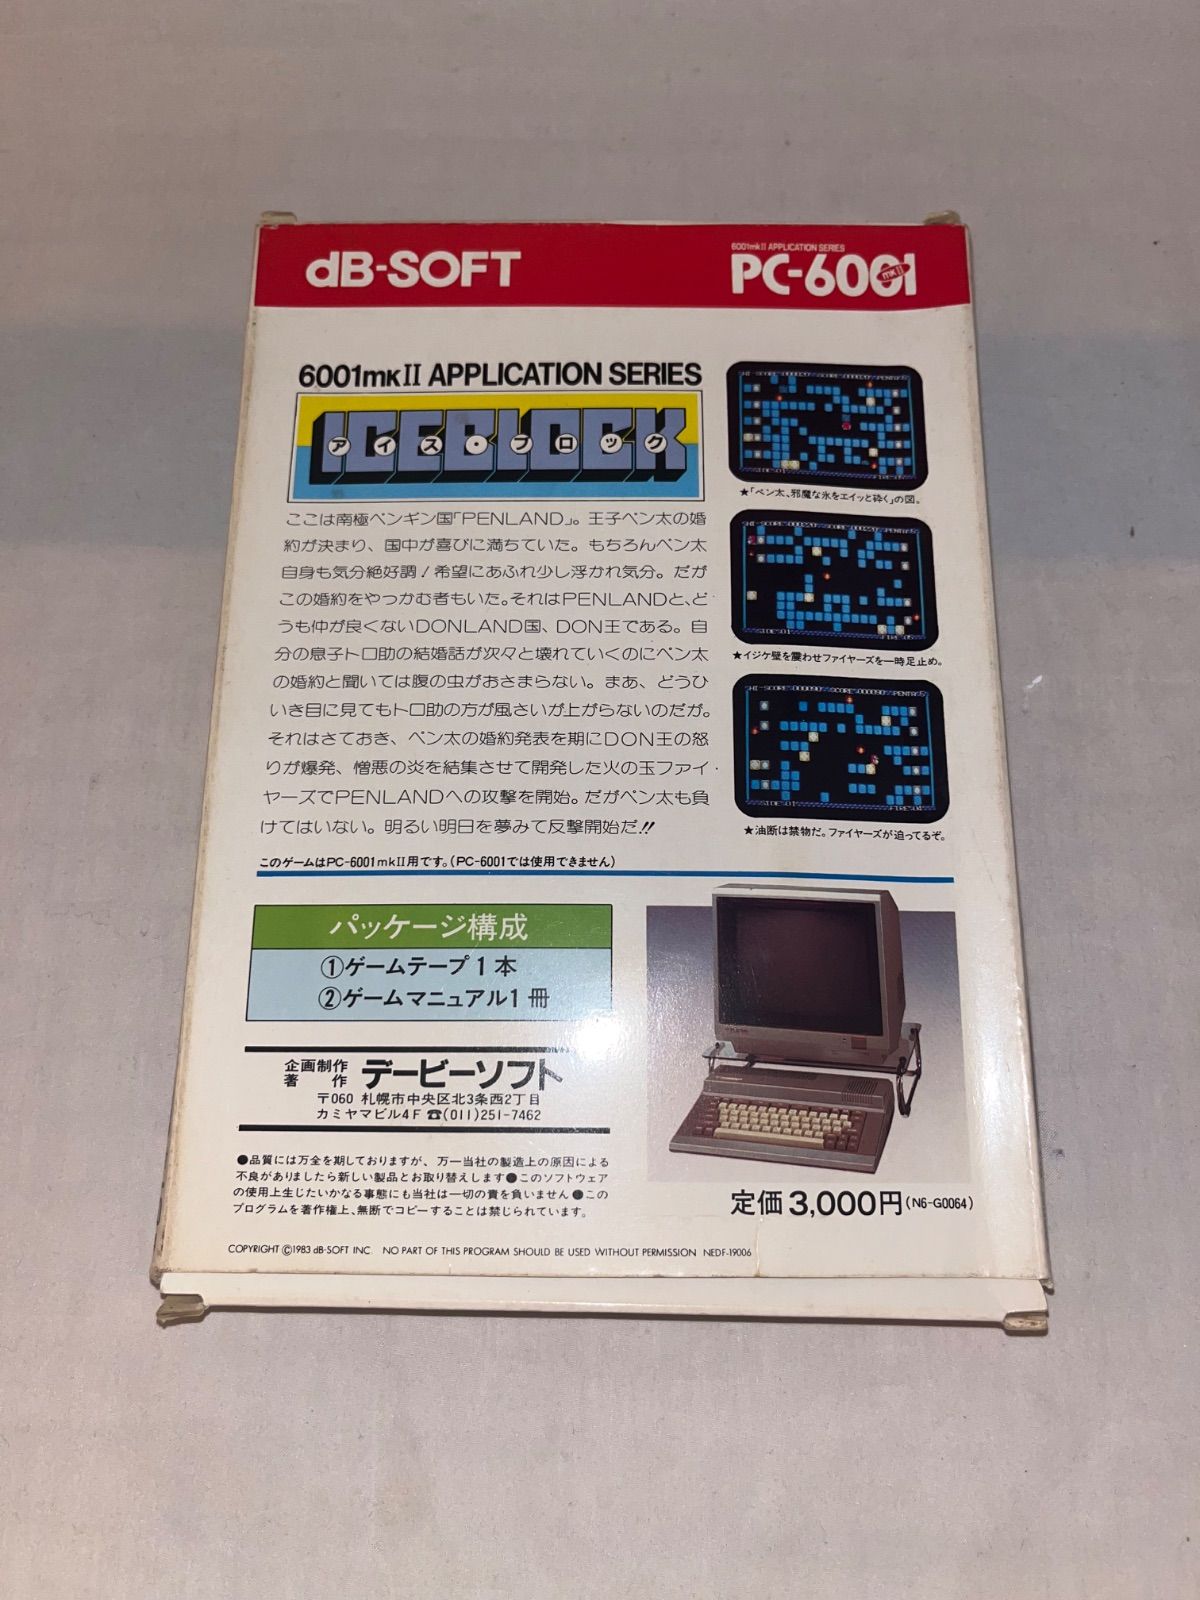 dB-SOFT
6001mkII APPLICATION SERIES
PC-6001
mkII
6001mkII APPLICATION SERIES
ICEBLOCK
アイス・ブロック
ここは南極ペンギン国「PENLAND」。王子ペン太の婚
約が決まり、国中が喜びに満ちていた。もちろんペン太
自身も気分絶好調！希望にあふれ少し浮かれ気分。だが
この婚約をやっかむ者もいた。それはPENLANDと、ど
うも仲が良くないDONLAND国、DON王である。自
分の息子トロ助の結婚話が次々と壊れていくのにペン太
の婚約と聞いては腹の虫がおさまらない。まあ、どうひ
いき目に見てもトロ助の方が風さいが上がらないのだが。
それはさておき、ペン太の婚約発表を期にDON王の怒
りが爆発、憎悪の炎を結集させて開発した火の玉ファイ
ヤーズでPENLANDへの攻撃を開始。だがペン太も負
けてはいない。明るい明日を夢みて反撃開始だ!!
このゲームはPC-6001mkII用です。(PC-6001では使用できません)
★「ペン太、邪魔な氷をエイッと砕く」の図。
★イジケ壁を震わせファイヤーズを一時足止め。
HI-SCORE 000090 SCORE 000090 PENTA 5
★油断は禁物だ。ファイヤーズが迫ってるぞ。
パッケージ構成
①ゲームテープ1本
②ゲームマニュアル1冊
企画制作
著作
デービーソフト
〒060 札幌市中央区北3条西2丁目
カミヤマビル4F ☎(011)251-7462
●品質には万全を期しておりますが、万一当社の製造上の原因による
不良がありましたら新しい製品とお取り替えします●このソフトウェア
の使用上生じたいかなる事態にも当社は一切の責を負いません●この
プログラムを著作権上、無断でコピーすることは禁じられています。
定価3,000円(N6-G0064)
COPYRIGHT ©1983 dB-SOFT INC. NO PART OF THIS PROGRAM SHOULD BE USED WITHOUT PERMISSION NEDF-19006